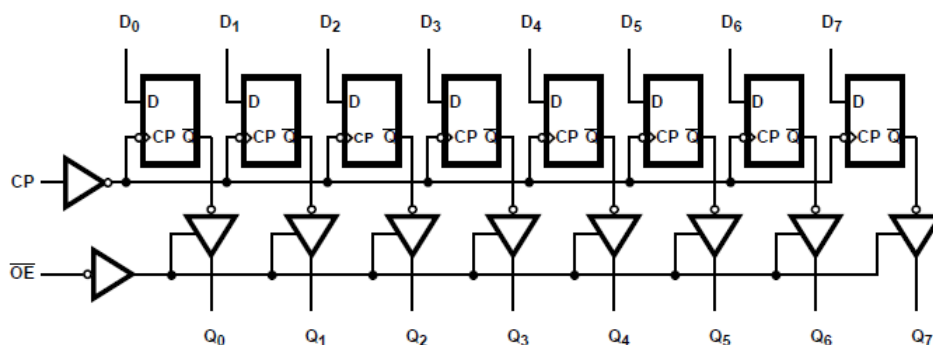 D₀ D₁ D₂ D₃ D₄ D₅ D₆ D₇
D D D D D D D D
CP Q̅ CP Q̅ CP Q̅ CP Q̅ CP Q̅ CP Q̅ CP Q̅ CP Q̅
CP
O̅E̅
Q₀ Q₁ Q₂ Q₃ Q₄ Q₅ Q₆ Q₇